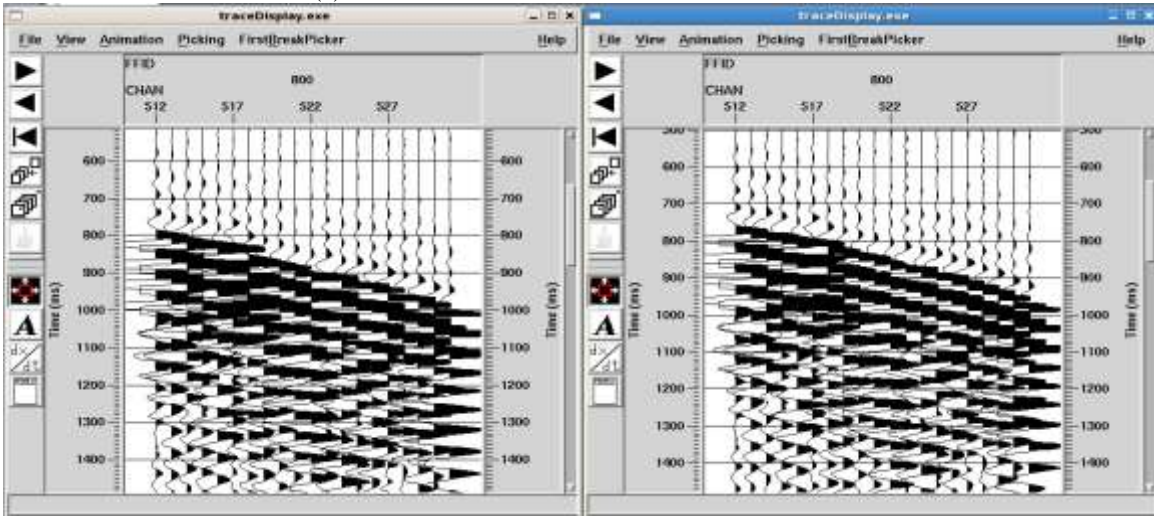 traceDisplay.exe
File View Animation Picking FirstBreakPicker Help
FFID
800
CHAN
512 517 522 527
600 600
700 700
800 800
900 900
1000 1000
1100 1100
1200 1200
1300 1300
1400 1400
Time (ms)
Time (ms)
traceDisplay.exe
File View Animation Picking FirstBreakPicker Help
FFID
800
CHAN
512 517 522 527
500 500
600 600
700 700
800 800
900 900
1000 1000
1100 1100
1200 1200
1300 1300
1400 1400
Time (ms)
Time (ms)